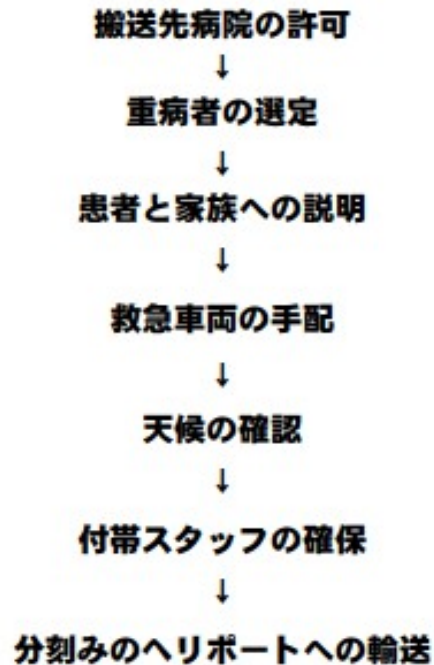 搬送先病院の許可
↓
重病者の選定
↓
患者と家族への説明
↓
救急車両の手配
↓
天候の確認
↓
付帯スタッフの確保
↓
分刻みのヘリポートへの輸送